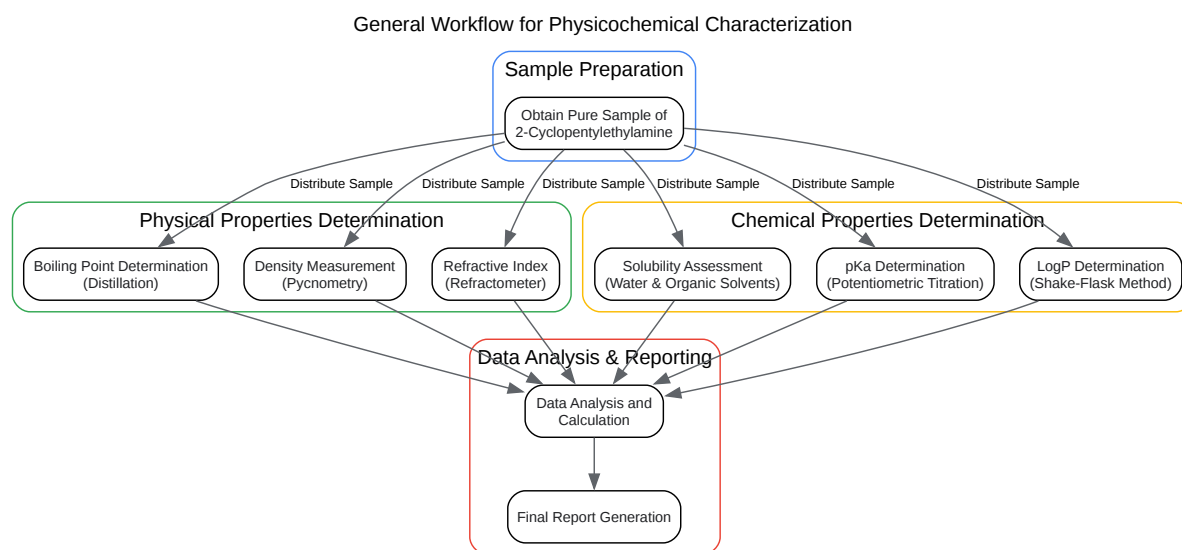 General Workflow for Physicochemical Characterization
Sample Preparation
Obtain Pure Sample of
2-Cyclopentylethylamine
Distribute Sample
Distribute Sample
Distribute Sample
Distribute Sample
Distribute Sample
Distribute Sample
Physical Properties Determination
Boiling Point Determination
(Distillation)
Density Measurement
(Pycnometry)
Refractive Index
(Refractometer)
Chemical Properties Determination
Solubility Assessment
(Water & Organic Solvents)
pKa Determination
(Potentiometric Titration)
LogP Determination
(Shake-Flask Method)
Data Analysis & Reporting
Data Analysis and
Calculation
Final Report Generation